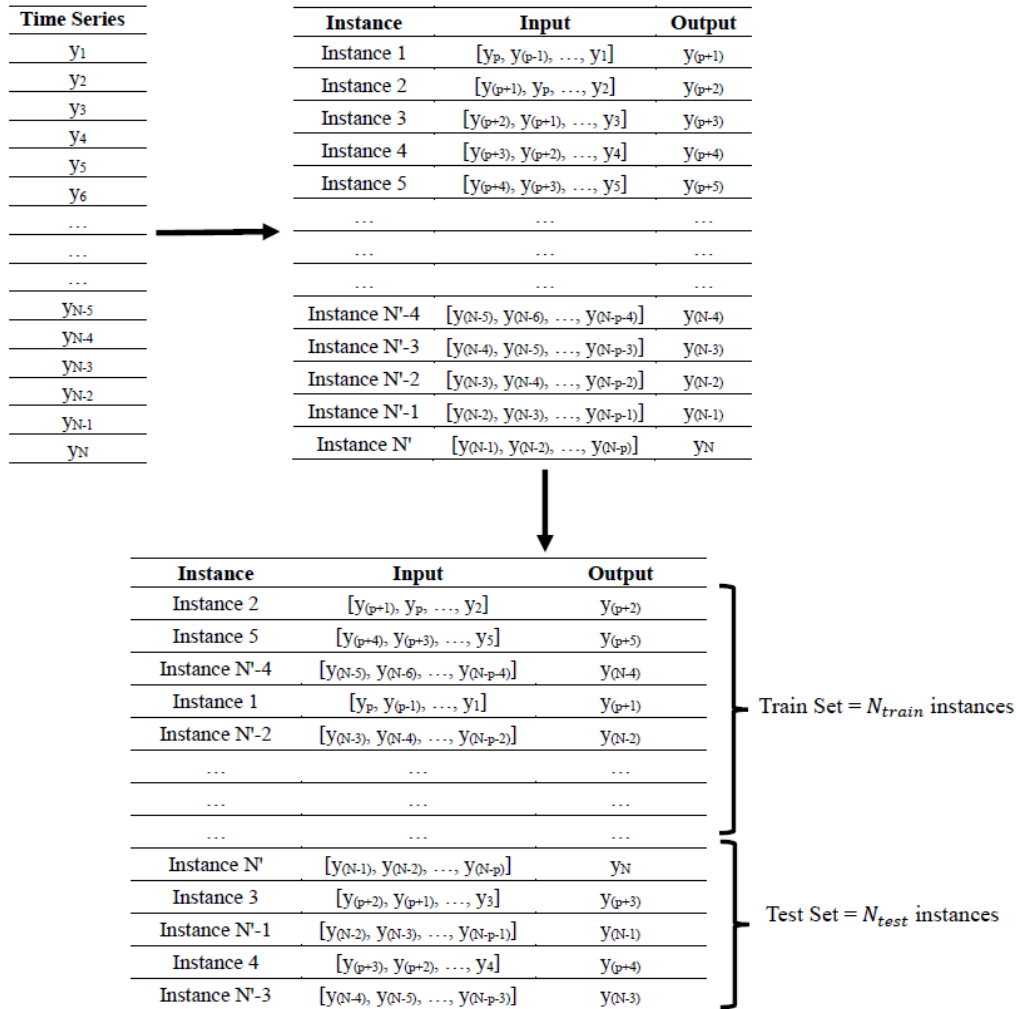 Time Series
y1
y2
y3
y4
y5
y6
…
…
…
yN-5
yN-4
yN-3
yN-2
yN-1
yN
Instance Input Output
Instance 1 [yp, y(p-1), …, y1] y(p+1)
Instance 2 [y(p+1), yp, …, y2] y(p+2)
Instance 3 [y(p+2), y(p+1), …, y3] y(p+3)
Instance 4 [y(p+3), y(p+2), …, y4] y(p+4)
Instance 5 [y(p+4), y(p+3), …, y5] y(p+5)
… … …
… … …
… … …
Instance N'-4 [y(N-5), y(N-6), …, y(N-p-4)] y(N-4)
Instance N'-3 [y(N-4), y(N-5), …, y(N-p-3)] y(N-3)
Instance N'-2 [y(N-3), y(N-4), …, y(N-p-2)] y(N-2)
Instance N'-1 [y(N-2), y(N-3), …, y(N-p-1)] y(N-1)
Instance N' [y(N-1), y(N-2), …, y(N-p)] yN
Instance Input Output
Instance 2 [y(p+1), yp, …, y2] y(p+2)
Instance 5 [y(p+4), y(p+3), …, y5] y(p+5)
Instance N'-4 [y(N-5), y(N-6), …, y(N-p-4)] y(N-4)
Instance 1 [yp, y(p-1), …, y1] y(p+1)
Instance N'-2 [y(N-3), y(N-4), …, y(N-p-2)] y(N-2)
… … …
… … …
… … …
Train Set = Ntrain instances
Instance N' [y(N-1), y(N-2), …, y(N-p)] yN
Instance 3 [y(p+2), y(p+1), …, y3] y(p+3)
Instance N'-1 [y(N-2), y(N-3), …, y(N-p-1)] y(N-1)
Instance 4 [y(p+3), y(p+2), …, y4] y(p+4)
Instance N'-3 [y(N-4), y(N-5), …, y(N-p-3)] y(N-3)
Test Set = Ntest instances